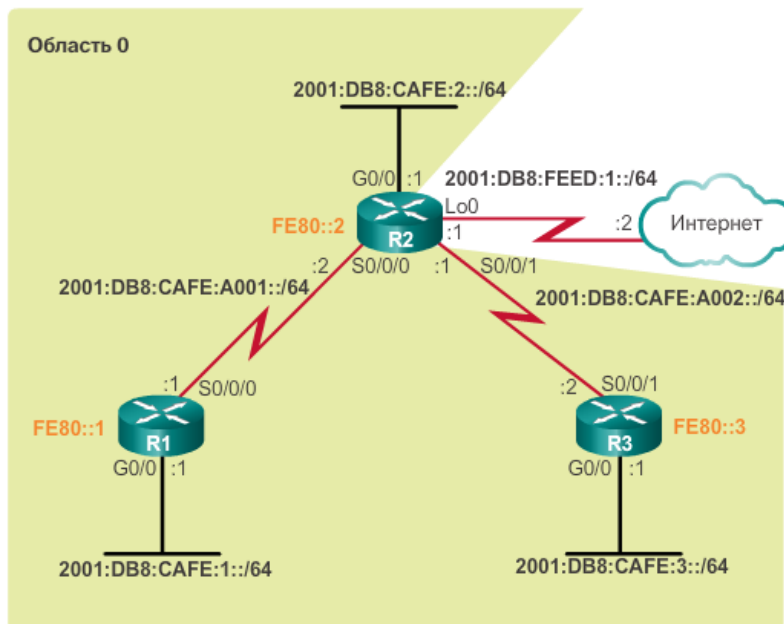 Область 0
2001:DB8:CAFE:2::/64
G0/0 :1
2001:DB8:FEED:1::/64
Lo0
:1
:2
Интернет
FE80::2
R2
:2
S0/0/0
:1
S0/0/1
2001:DB8:CAFE:A001::/64
2001:DB8:CAFE:A002::/64
:1
S0/0/0
:2
S0/0/1
FE80::1
R1
R3
FE80::3
G0/0 :1
G0/0 :1
2001:DB8:CAFE:1::/64
2001:DB8:CAFE:3::/64